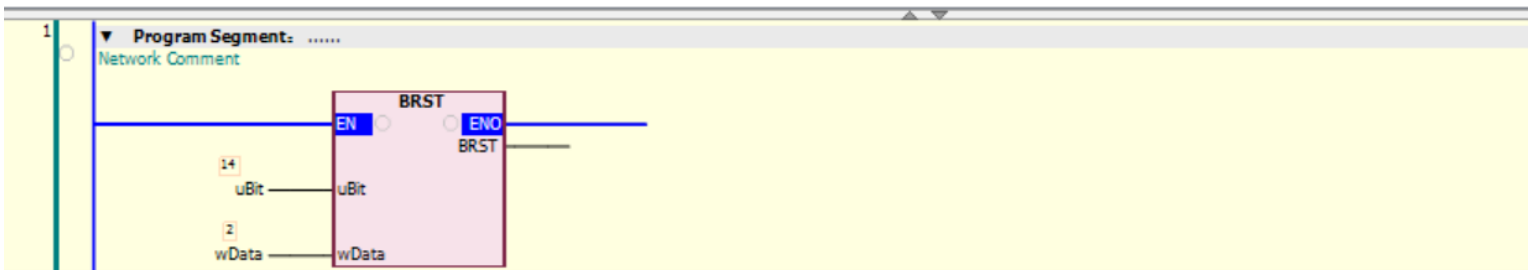 1
▼ Program Segment: ......
Network Comment
BRST
EN ENO
BRST
14
uBit uBit
2
wData wData